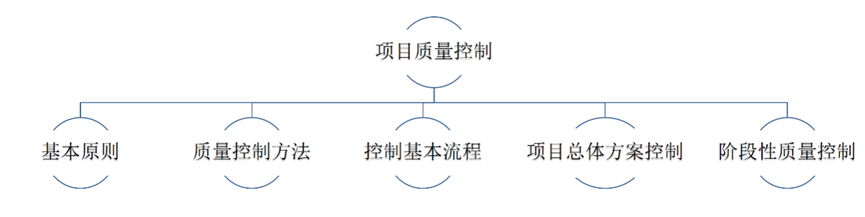 项目质量控制
基本原则
质量控制方法
控制基本流程
项目总体方案控制
阶段性质量控制